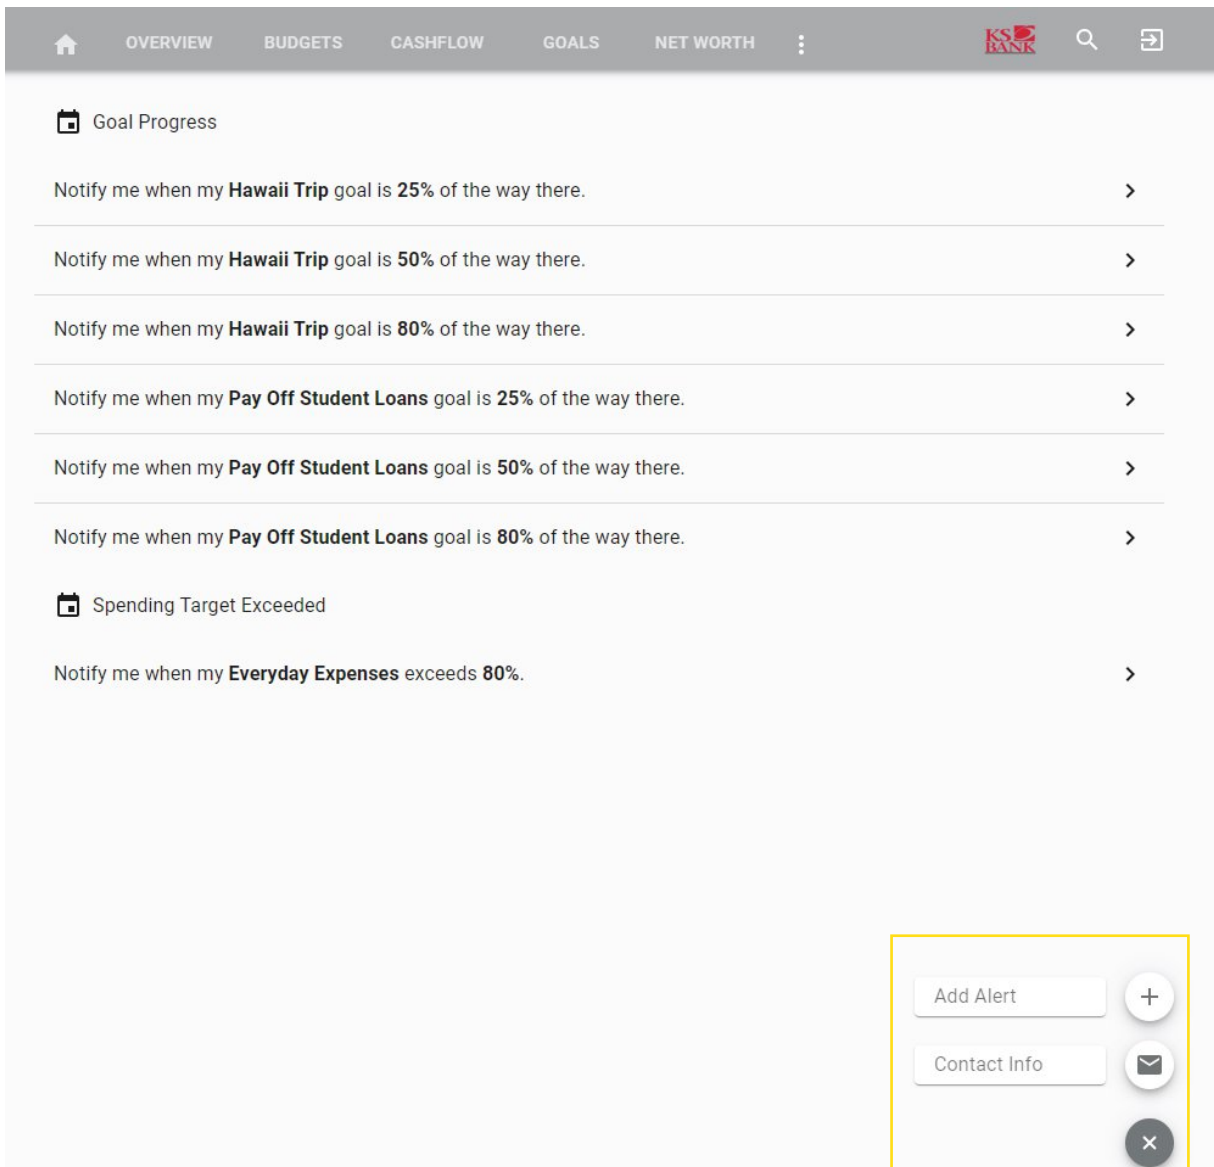 OVERVIEW BUDGETS CASHFLOW GOALS NET WORTH KS BANK
Goal Progress
Notify me when my Hawaii Trip goal is 25% of the way there.
Notify me when my Hawaii Trip goal is 50% of the way there.
Notify me when my Hawaii Trip goal is 80% of the way there.
Notify me when my Pay Off Student Loans goal is 25% of the way there.
Notify me when my Pay Off Student Loans goal is 50% of the way there.
Notify me when my Pay Off Student Loans goal is 80% of the way there.
Spending Target Exceeded
Notify me when my Everyday Expenses exceeds 80%.
Add Alert
Contact Info